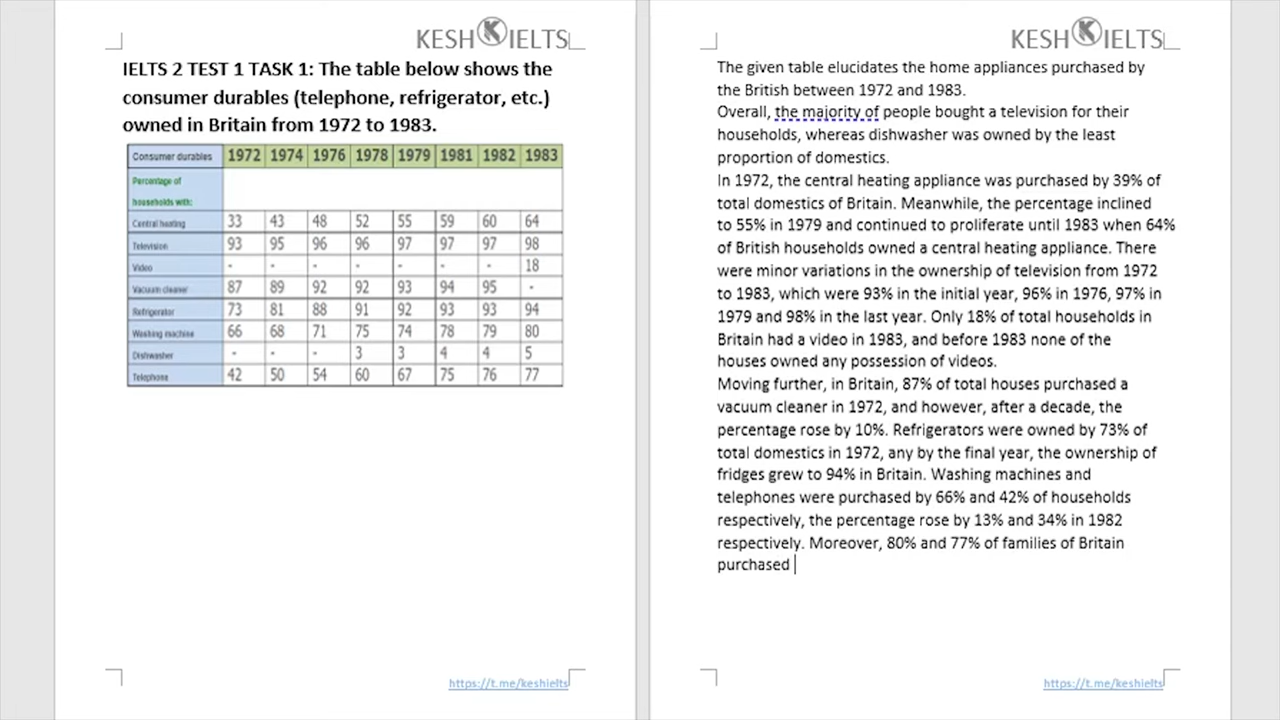 KESH IELTS
IELTS 2 TEST 1 TASK 1: The table below shows the
consumer durables (telephone, refrigerator, etc.)
owned in Britain from 1972 to 1983.
Consumer durables 1972 1974 1976 1978 1979 1981 1982 1983
Percentage of
households with:
Central heating 33 43 48 52 55 59 60 64
Television 93 95 96 96 97 97 97 98
Video - - - - - - - 18
Vacuum cleaner 87 89 92 92 93 94 95 -
Refrigerator 73 81 88 91 92 93 93 94
Washing machine 66 68 71 75 74 78 79 80
Dishwasher - - - 3 3 4 4 5
Telephone 42 50 54 60 67 75 76 77
https://t.me/keshielts
KESH IELTS
The given table elucidates the home appliances purchased by
the British between 1972 and 1983.
Overall, the majority of people bought a television for their
households, whereas dishwasher was owned by the least
proportion of domestics.
In 1972, the central heating appliance was purchased by 39% of
total domestics of Britain. Meanwhile, the percentage inclined
to 55% in 1979 and continued to proliferate until 1983 when 64%
of British households owned a central heating appliance. There
were minor variations in the ownership of television from 1972
to 1983, which were 93% in the initial year, 96% in 1976, 97% in
1979 and 98% in the last year. Only 18% of total households in
Britain had a video in 1983, and before 1983 none of the
houses owned any possession of videos.
Moving further, in Britain, 87% of total houses purchased a
vacuum cleaner in 1972, and however, after a decade, the
percentage rose by 10%. Refrigerators were owned by 73% of
total domestics in 1972, any by the final year, the ownership of
fridges grew to 94% in Britain. Washing machines and
telephones were purchased by 66% and 42% of households
respectively, the percentage rose by 13% and 34% in 1982
respectively. Moreover, 80% and 77% of families of Britain
purchased
https://t.me/keshielts